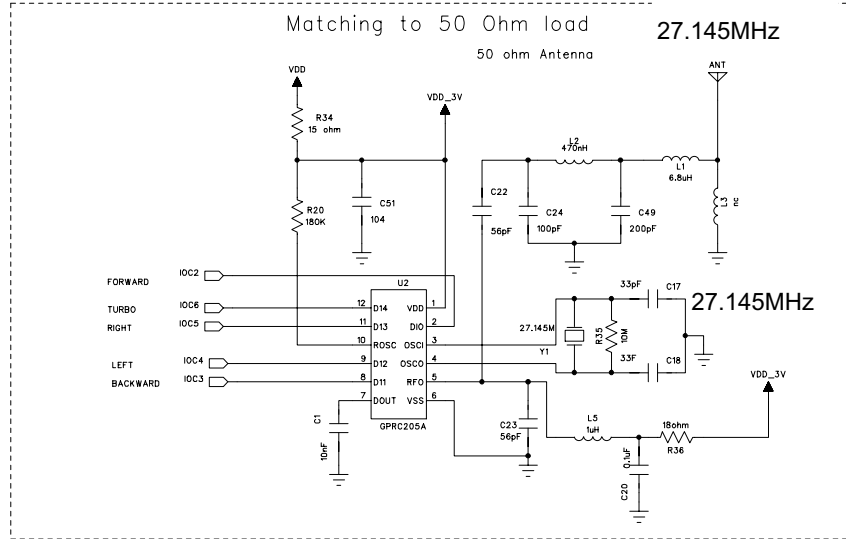 Matching to 50 Ohm load
27.145MHz
50 ohm Antenna
ANT
VDD
VDD_3V
R34
15 ohm
L2
470nH
L1
6.8uH
L3
nc
C22
56pF
C24
100pF
C49
200pF
C51
104
R20
180K
U2
FORWARD
IOC2
TURBO
IOC6
RIGHT
IOC5
LEFT
IOC4
BACKWARD
IOC3
12 D14 VDD 1
11 D13 DIO 2
10 ROSC OSCI 3
9 D12 OSCO 4
8 D11 RFO 5
7 DOUT VSS 6
GPRC205A
33pF
C17
27.145MHz
27.145M
Y1
R35
10M
33F
C18
VDD_3V
C1
10nF
C23
56pF
L5
1uH
18ohm
R36
0.1uF
C20